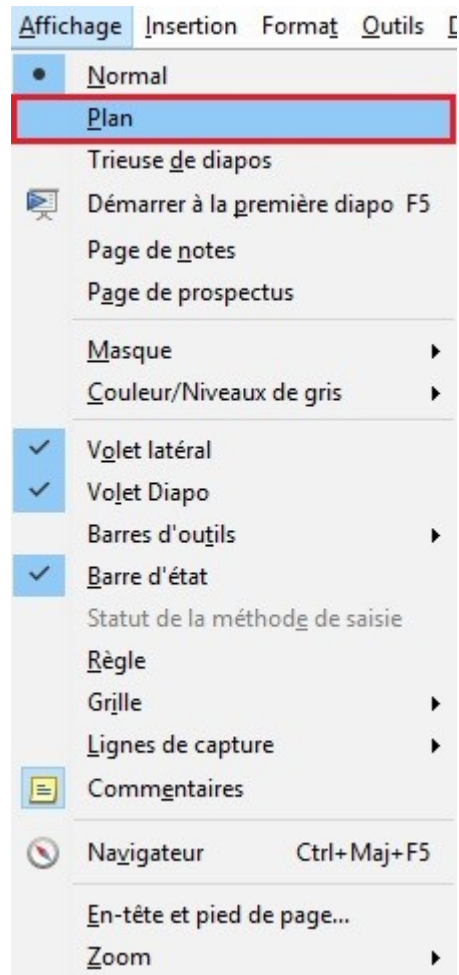 Affichage Insertion Format Outils
Normal
Plan
Trieuse de diapos
Démarrer à la première diapo F5
Page de notes
Page de prospectus
Masque
Couleur/Niveaux de gris
Volet latéral
Volet Diapo
Barres d'outils
Barre d'état
Statut de la méthode de saisie
Règle
Grille
Lignes de capture
Commentaires
Navigateur Ctrl+Maj+F5
En-tête et pied de page...
Zoom